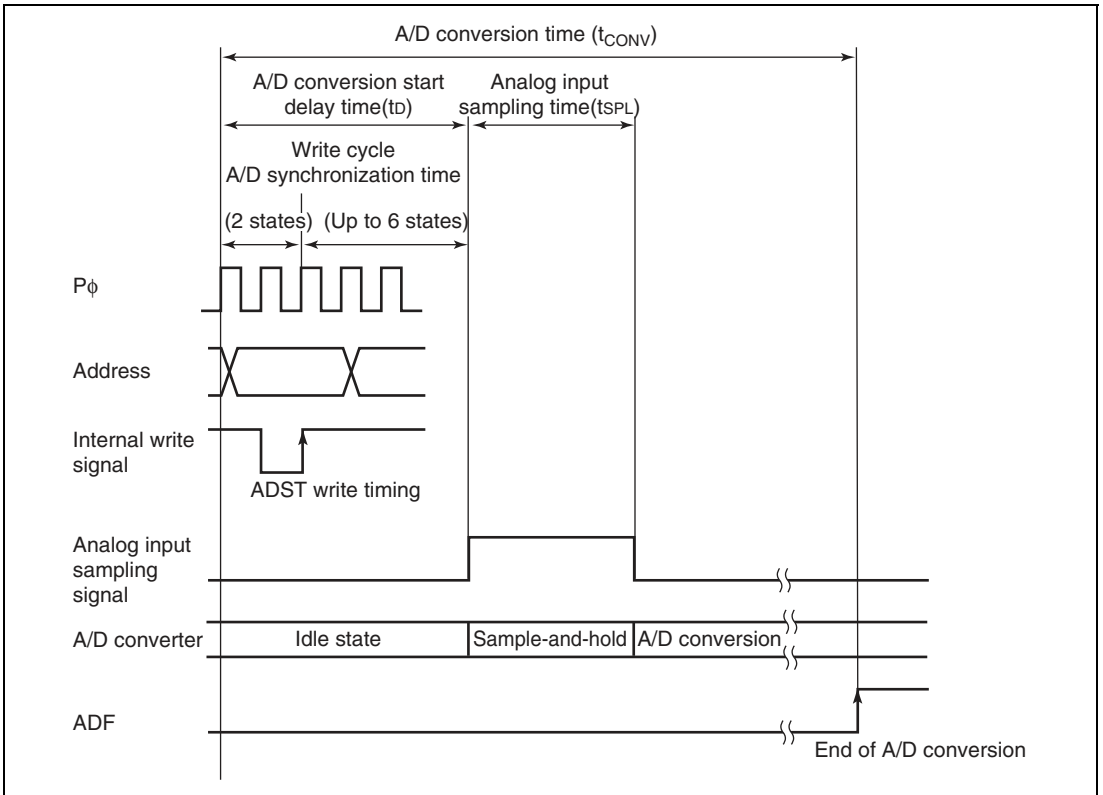 A/D conversion time (tCONV)
A/D conversion start
delay time(tD)
Analog input
sampling time(tSPL)
Write cycle
A/D synchronization time
(2 states) (Up to 6 states)
Pφ
Address
Internal write
signal
ADST write timing
Analog input
sampling
signal
A/D converter
Idle state
Sample-and-hold
A/D conversion
ADF
End of A/D conversion